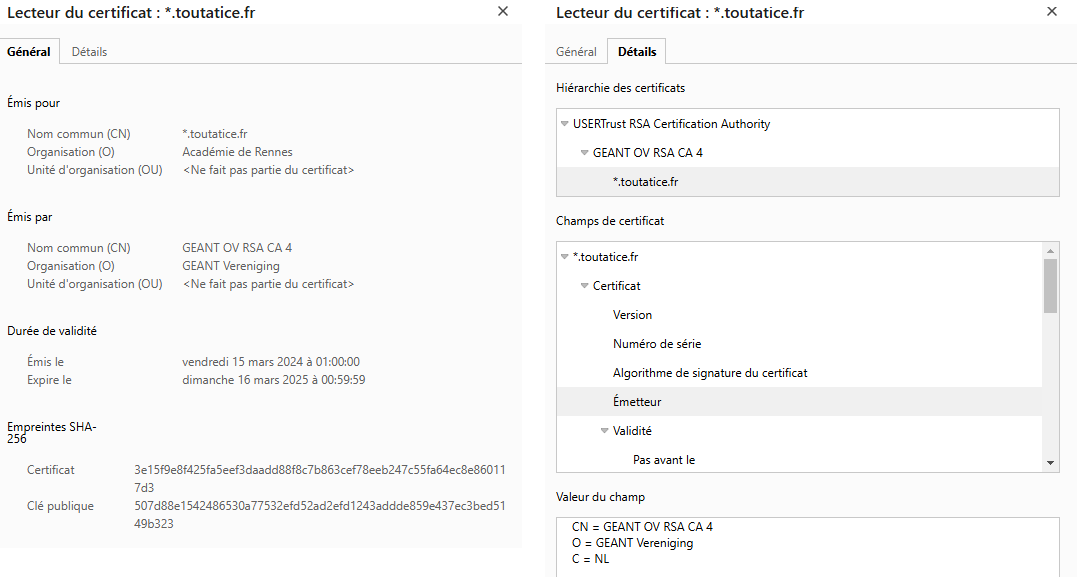 Lecteur du certificat : *.toutatice.fr
Général
Détails
Émis pour
Nom commun (CN) *.toutatice.fr
Organisation (O) Académie de Rennes
Unité d'organisation (OU) <Ne fait pas partie du certificat>
Émis par
Nom commun (CN) GEANT OV RSA CA 4
Organisation (O) GEANT Vereniging
Unité d'organisation (OU) <Ne fait pas partie du certificat>
Durée de validité
Émis le vendredi 15 mars 2024 à 01:00:00
Expire le dimanche 16 mars 2025 à 00:59:59
Empreintes SHA-
256
Certificat 3e15f9e8f425fa5eef3daadd88f8c7b863cef78eeb247c55fa64ec8e86011
7d3
Clé publique 507d88e1542486530a77532efd52ad2efd1243addde859e437ec3bed51
49b323
Lecteur du certificat : *.toutatice.fr
Général
Détails
Hiérarchie des certificats
USERTrust RSA Certification Authority
GEANT OV RSA CA 4
*.toutatice.fr
Champs de certificat
*.toutatice.fr
Certificat
Version
Numéro de série
Algorithme de signature du certificat
Émetteur
Validité
Pas avant le
Valeur du champ
CN = GEANT OV RSA CA 4
O = GEANT Vereniging
C = NL